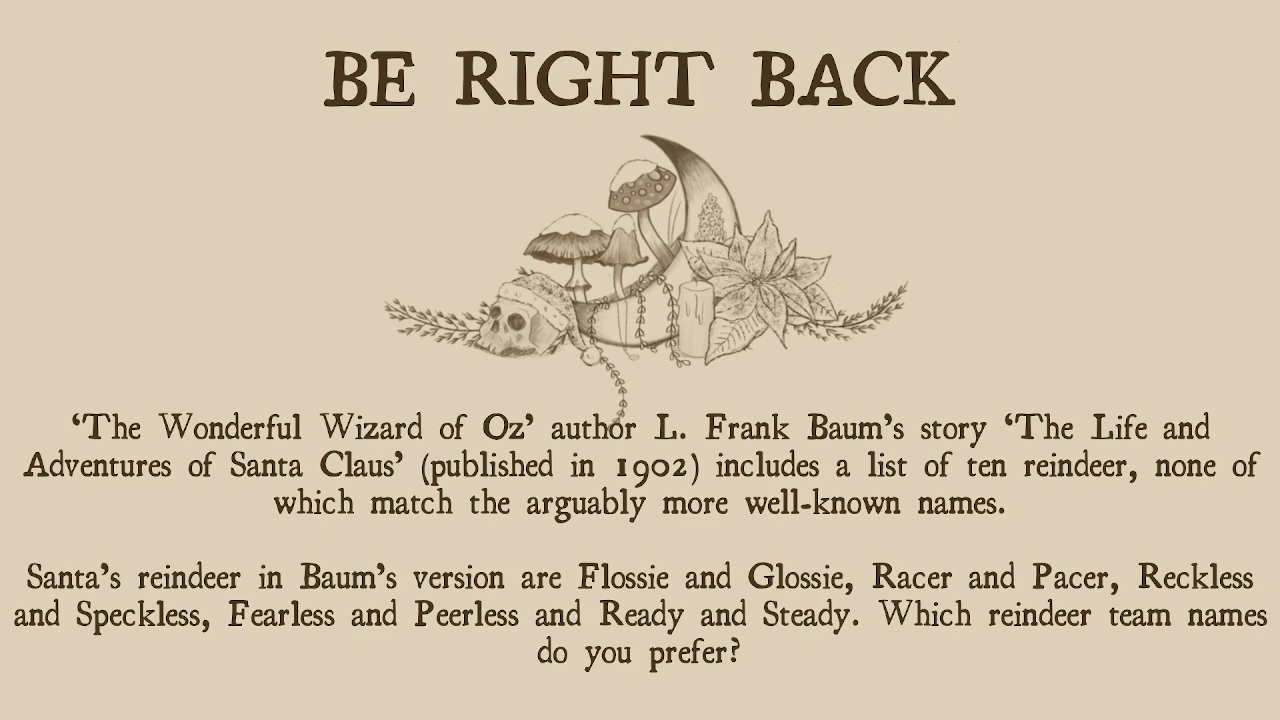 BE RIGHT BACK
‘The Wonderful Wizard of Oz’ author L. Frank Baum’s story ‘The Life and
Adventures of Santa Claus’ (published in 1902) includes a list of ten reindeer, none of
which match the arguably more well-known names.
Santa’s reindeer in Baum’s version are Flossie and Glossie, Racer and Pacer, Reckless
and Speckless, Fearless and Peerless and Ready and Steady. Which reindeer team names
do you prefer?